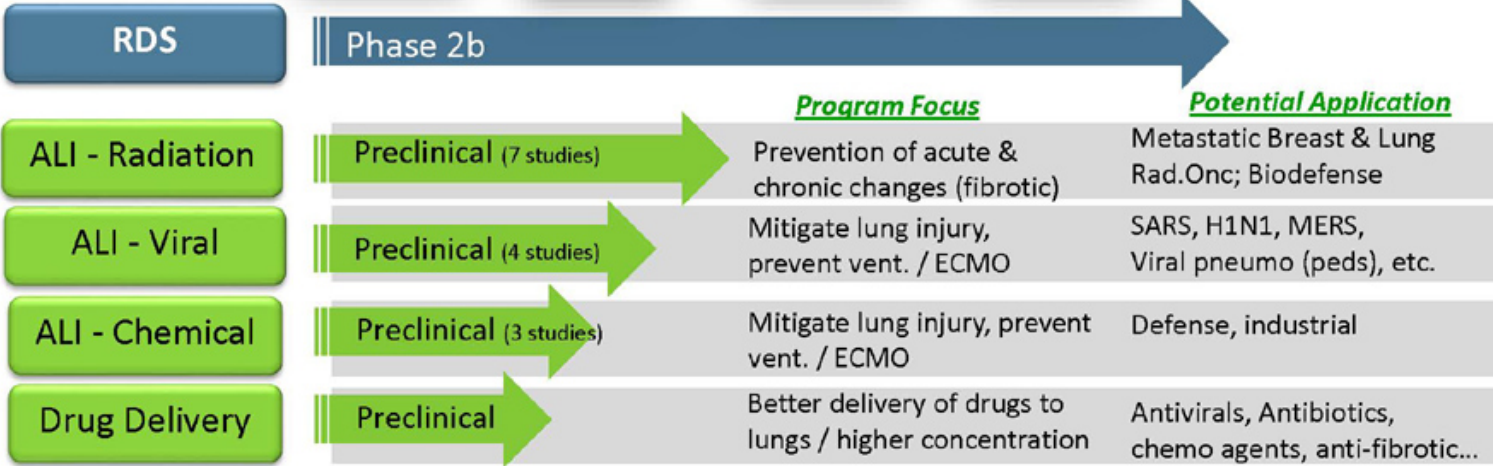 RDS
Phase 2b
Program Focus
Potential Application
ALI - Radiation
Preclinical (7 studies)
Prevention of acute &
chronic changes (fibrotic)
Metastatic Breast & Lung
Rad.Onc; Biodefense
ALI - Viral
Preclinical (4 studies)
Mitigate lung injury,
prevent vent. / ECMO
SARS, H1N1, MERS,
Viral pneumo (peds), etc.
ALI - Chemical
Preclinical (3 studies)
Mitigate lung injury, prevent
vent. / ECMO
Defense, industrial
Drug Delivery
Preclinical
Better delivery of drugs to
lungs / higher concentration
Antivirals, Antibiotics,
chemo agents, anti-fibrotic...